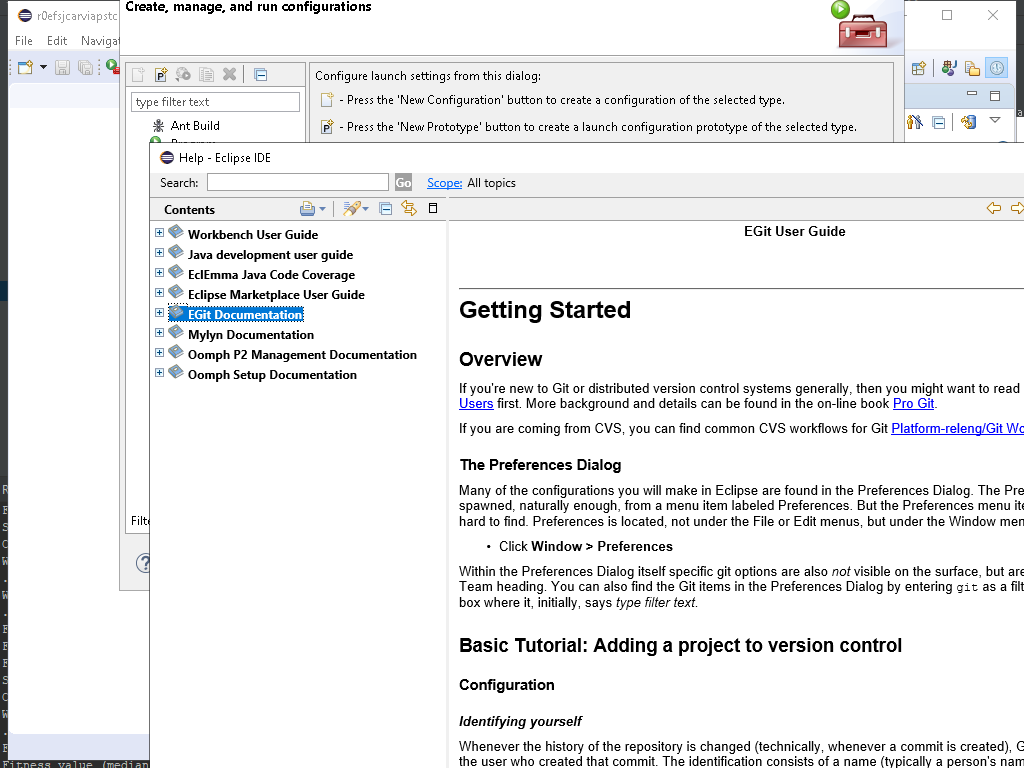 Create, manage, and run configurations
r0efsjcarviapstc
File Edit Navigat
Configure launch settings from this dialog:
type filter text
- Press the 'New Configuration' button to create a configuration of the selected type.
Ant Build
- Press the 'New Prototype' button to create a launch configuration prototype of the selected type.
Help - Eclipse IDE
Search:
Go
Scope: All topics
Contents
Workbench User Guide
Java development user guide
EclEmma Java Code Coverage
Eclipse Marketplace User Guide
EGit Documentation
Mylyn Documentation
Oomph P2 Management Documentation
Oomph Setup Documentation
EGit User Guide
Getting Started
Overview
If you're new to Git or distributed version control systems generally, then you might want to read
Users first. More background and details can be found in the on-line book Pro Git.
If you are coming from CVS, you can find common CVS workflows for Git Platform-releng/Git Wo
The Preferences Dialog
Many of the configurations you will make in Eclipse are found in the Preferences Dialog. The Pre
spawned, naturally enough, from a menu item labeled Preferences. But the Preferences menu ite
hard to find. Preferences is located, not under the File or Edit menus, but under the Window men
• Click Window > Preferences
Within the Preferences Dialog itself specific git options are also not visible on the surface, but are
Team heading. You can also find the Git items in the Preferences Dialog by entering git as a filt
box where it, initially, says type filter text.
Basic Tutorial: Adding a project to version control
Configuration
Identifying yourself
Whenever the history of the repository is changed (technically, whenever a commit is created), G
the user who created that commit. The identification consists of a name (typically a person's nam
Filte
Fitness value (median